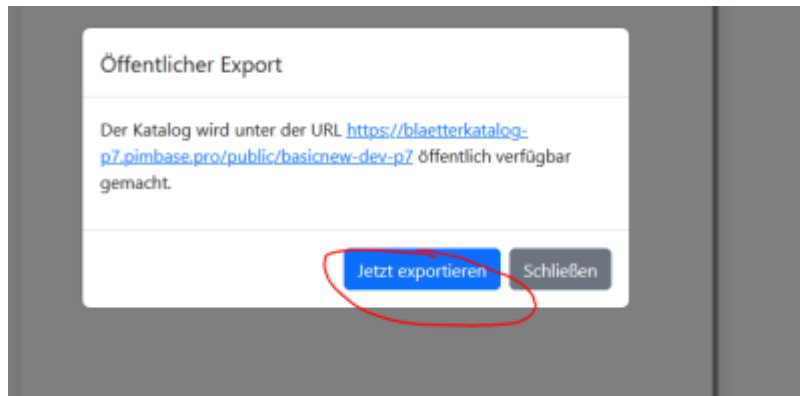 Öffentlicher Export
Der Katalog wird unter der URL https://blaetterkatalog-
p7.pimbase.pro/public/basicnew-dev-p7 öffentlich verfügbar
gemacht.
Jetzt exportieren Schließen